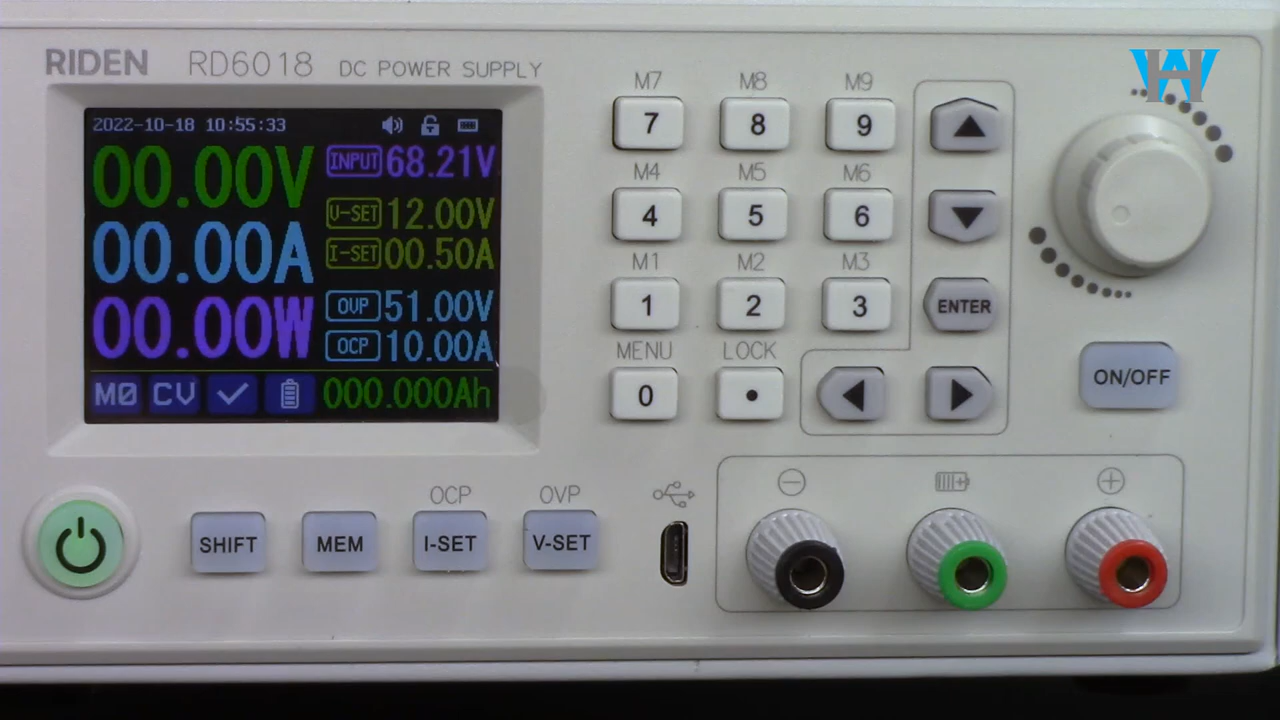 RIDEN RD6018 DC POWER SUPPLY
2022-10-18 10:55:33
00.00V
INPUT 68.21V
V-SET 12.00V
00.00A
I-SET 00.50A
00.00W
OVP 51.00V
OCP 10.00A
M0 CV 000.000Ah
M7 M8 M9
7 8 9
M4 M5 M6
4 5 6
M1 M2 M3
1 2 3 ENTER
MENU LOCK
0 •
ON/OFF
OCP OVP
SHIFT MEM I-SET V-SET